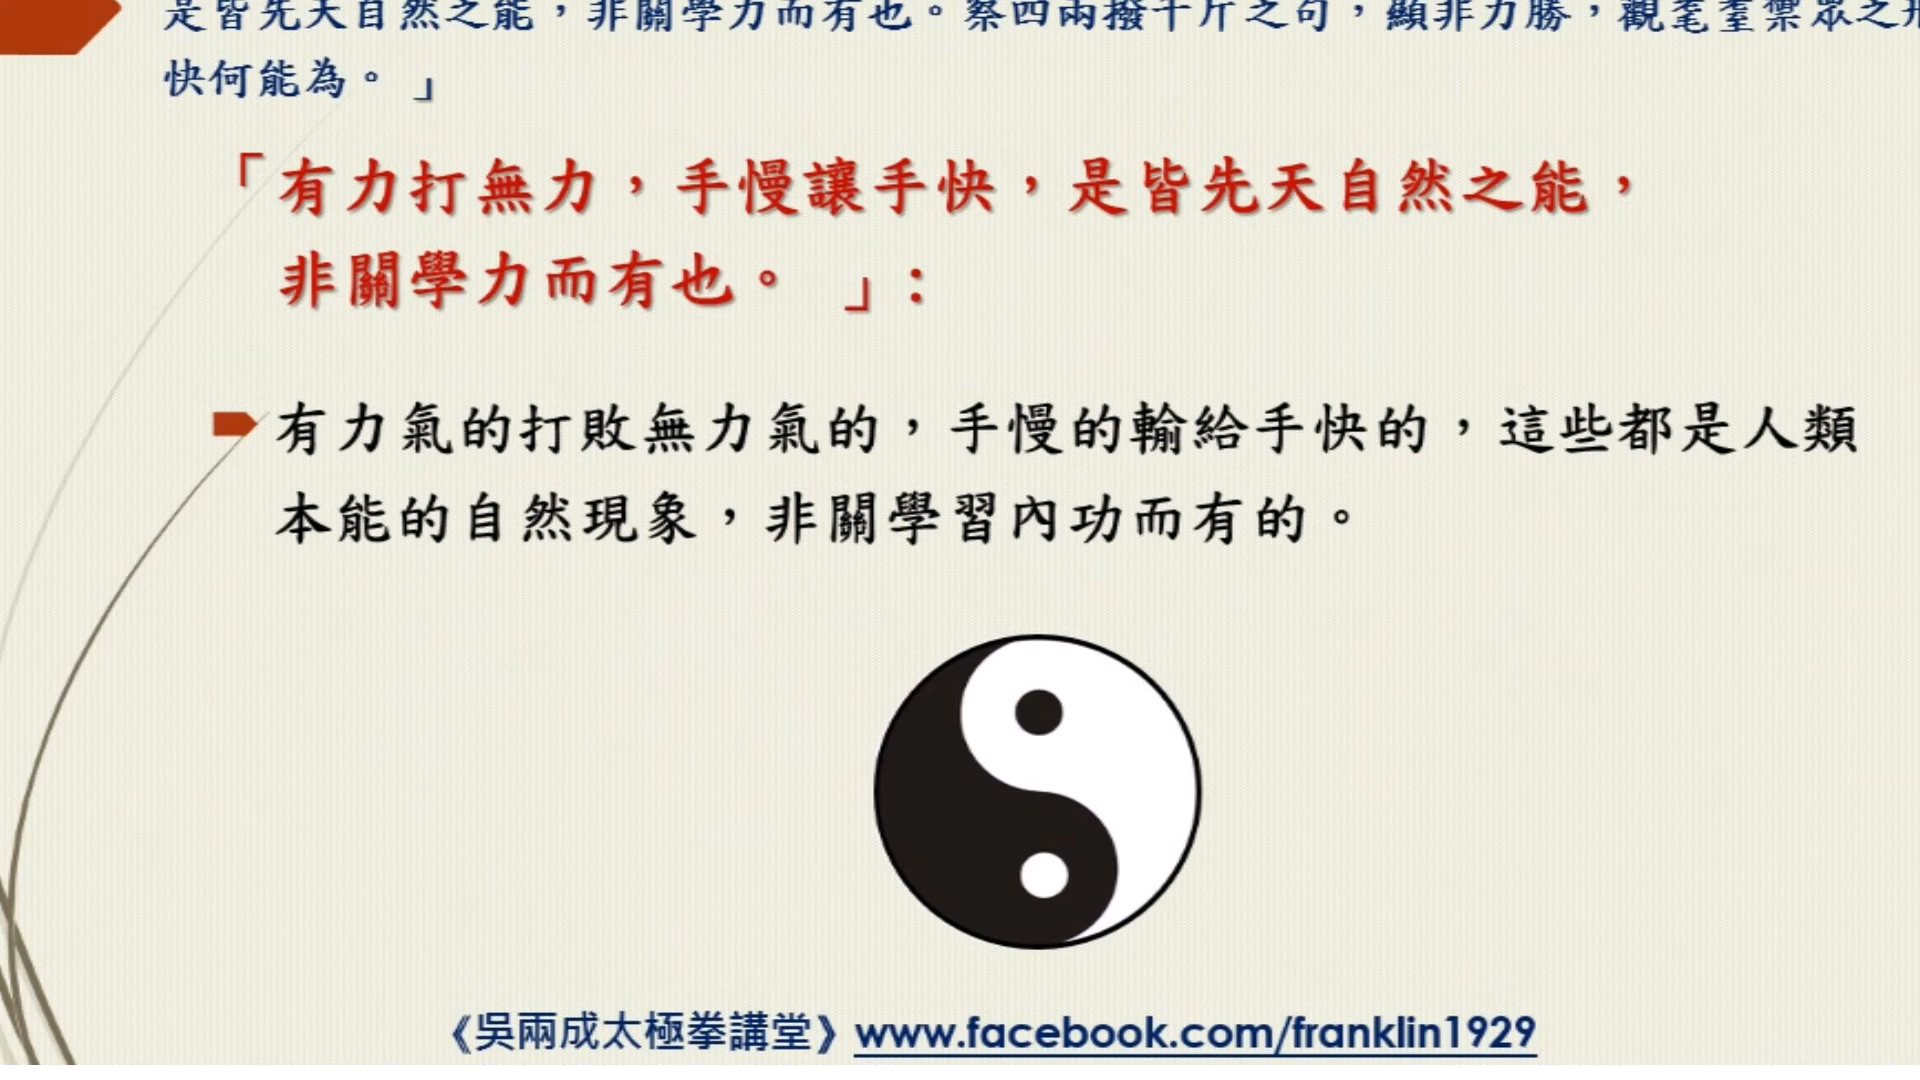 是皆先天自然之能，非關學力而有也。察四兩撥千斤之句，顯非力勝，觀耄耋禦眾之形
快何能為。」
「有力打無力，手慢讓手快，是皆先天自然之能，
非關學力而有也。 」：
有力氣的打敗無力氣的，手慢的輸給手快的，這些都是人類
本能的自然現象，非關學習內功而有的。
《吳兩成太極拳講堂》www.facebook.com/franklin1929